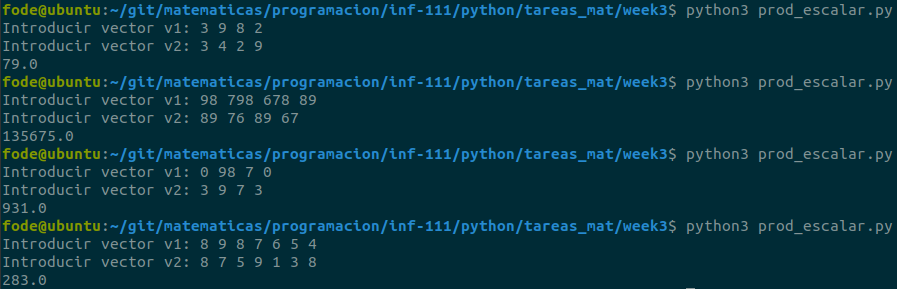 fode@ubuntu:~/git/matematicas/programacion/inf-111/python/tareas_mat/week3$ python3 prod_escalar.py
Introducir vector v1: 3 9 8 2
Introducir vector v2: 3 4 2 9
79.0
fode@ubuntu:~/git/matematicas/programacion/inf-111/python/tareas_mat/week3$ python3 prod_escalar.py
Introducir vector v1: 98 798 678 89
Introducir vector v2: 89 76 89 67
135675.0
fode@ubuntu:~/git/matematicas/programacion/inf-111/python/tareas_mat/week3$ python3 prod_escalar.py
Introducir vector v1: 0 98 7 0
Introducir vector v2: 3 9 7 3
931.0
fode@ubuntu:~/git/matematicas/programacion/inf-111/python/tareas_mat/week3$ python3 prod_escalar.py
Introducir vector v1: 8 9 8 7 6 5 4
Introducir vector v2: 8 7 5 9 1 3 8
283.0